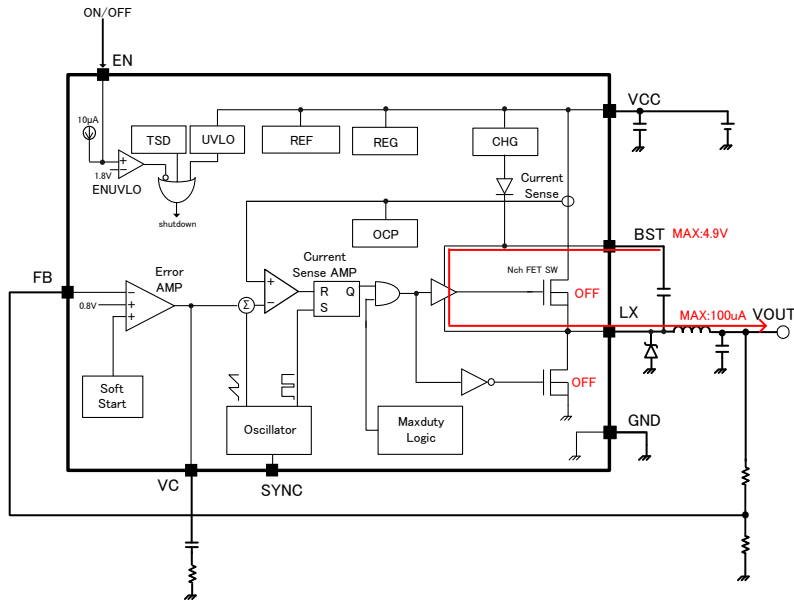 ON/OFF
EN
VCC
10μA
TSD
UVLO
REF
REG
CHG
1.8V
ENUVLO
shutdown
Current
Sense
OCP
BST
MAX:4.9V
FB
Error
AMP
Current
Sense AMP
Nch FET SW
OFF
0.8V
Σ
R Q
S
LX
MAX:100uA
VOUT
Soft
Start
OFF
Oscillator
Maxduty
Logic
GND
VC
SYNC